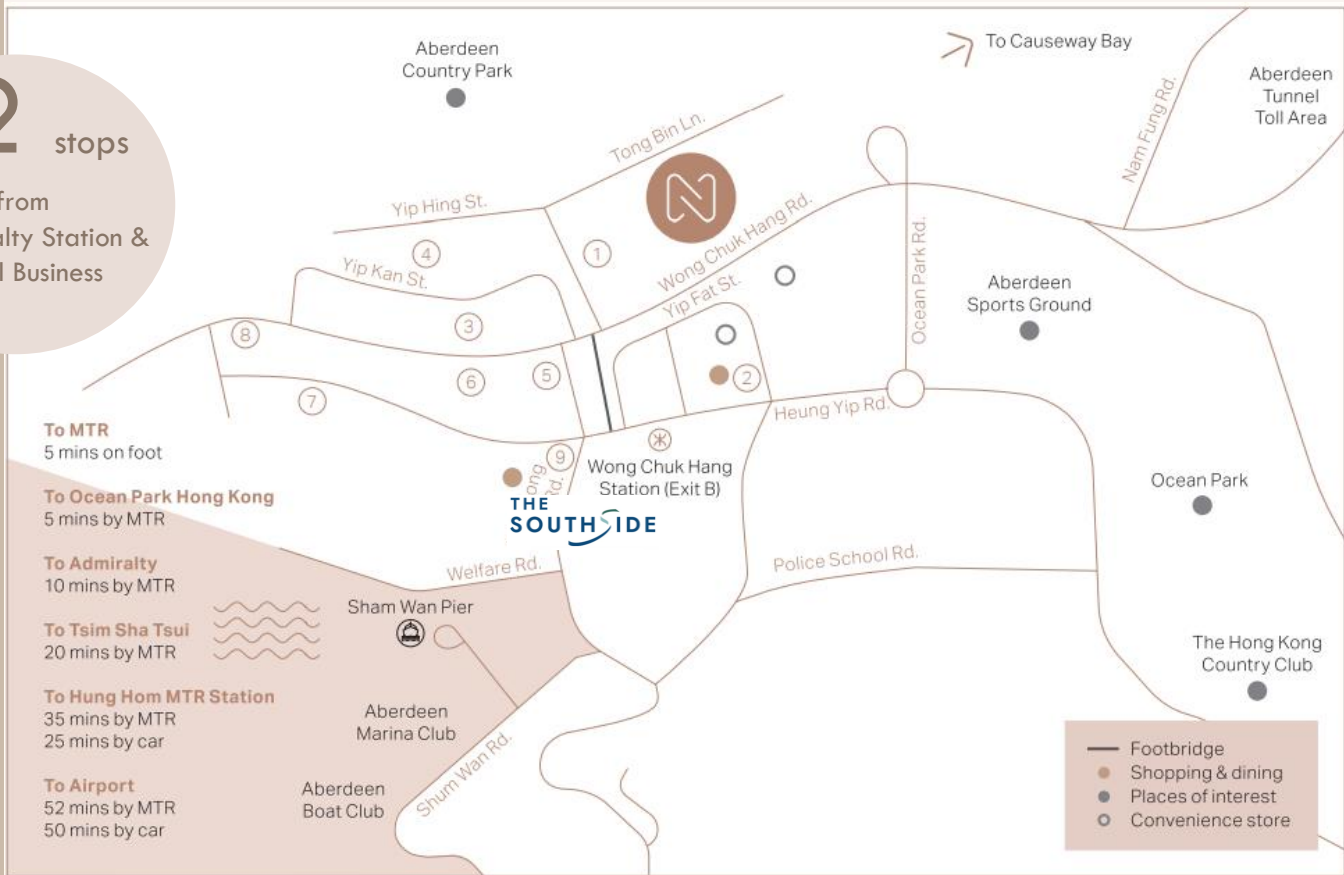 2 stops
from
Station &
Business
Aberdeen
Country Park
To Causeway Bay
Aberdeen
Tunnel
Toll Area
Nam Fung Rd.
Tong Bin Ln.
Yip Hing St.
N
4
1
Wong Chuk Hang Rd.
Yip Kan St.
Yip Fat St.
Ocean Park Rd.
Aberdeen
Sports Ground
3
8
6
5
2
7
Heung Yip Rd.
9
Wong Chuk Hang
Station (Exit B)
Rd.
THE
SOUTHSIDE
Ocean Park
Welfare Rd.
Police School Rd.
Sham Wan Pier
The Hong Kong
Country Club
Aberdeen
Marina Club
Shum Wan Rd.
Aberdeen
Boat Club
To MTR
5 mins on foot
To Ocean Park Hong Kong
5 mins by MTR
To Admiralty
10 mins by MTR
To Tsim Sha Tsui
20 mins by MTR
To Hung Hom MTR Station
35 mins by MTR
25 mins by car
To Airport
52 mins by MTR
50 mins by car
Footbridge
Shopping & dining
Places of interest
Convenience store